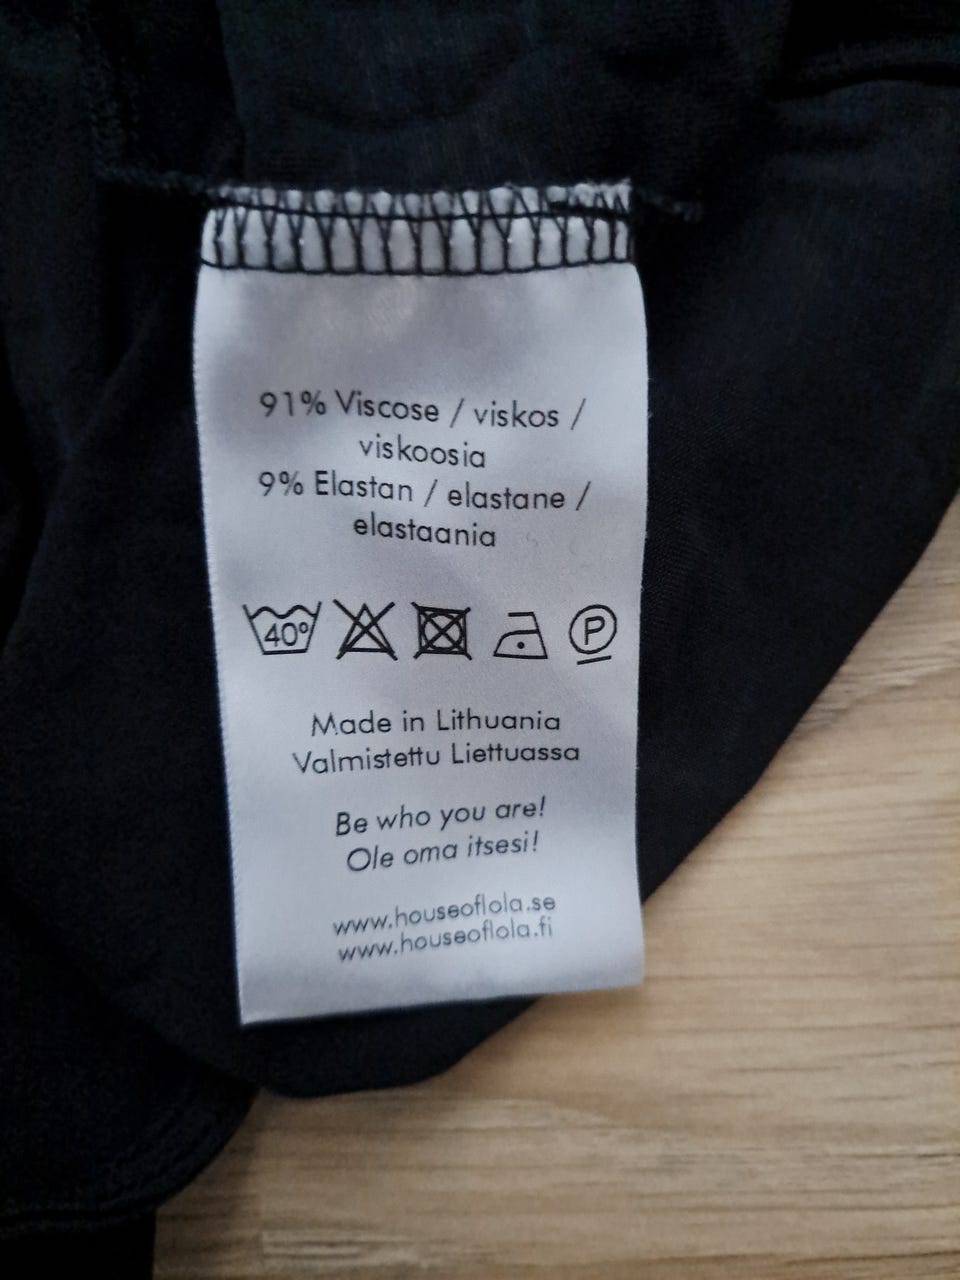 91% Viscose / viskos /
viskoosia
9% Elastan / elastane /
elastaania
40°
P
Made in Lithuania
Valmistettu Liettuassa
Be who you are!
Ole oma itsesi!
www.houseoflola.se
www.houseoflola.fi